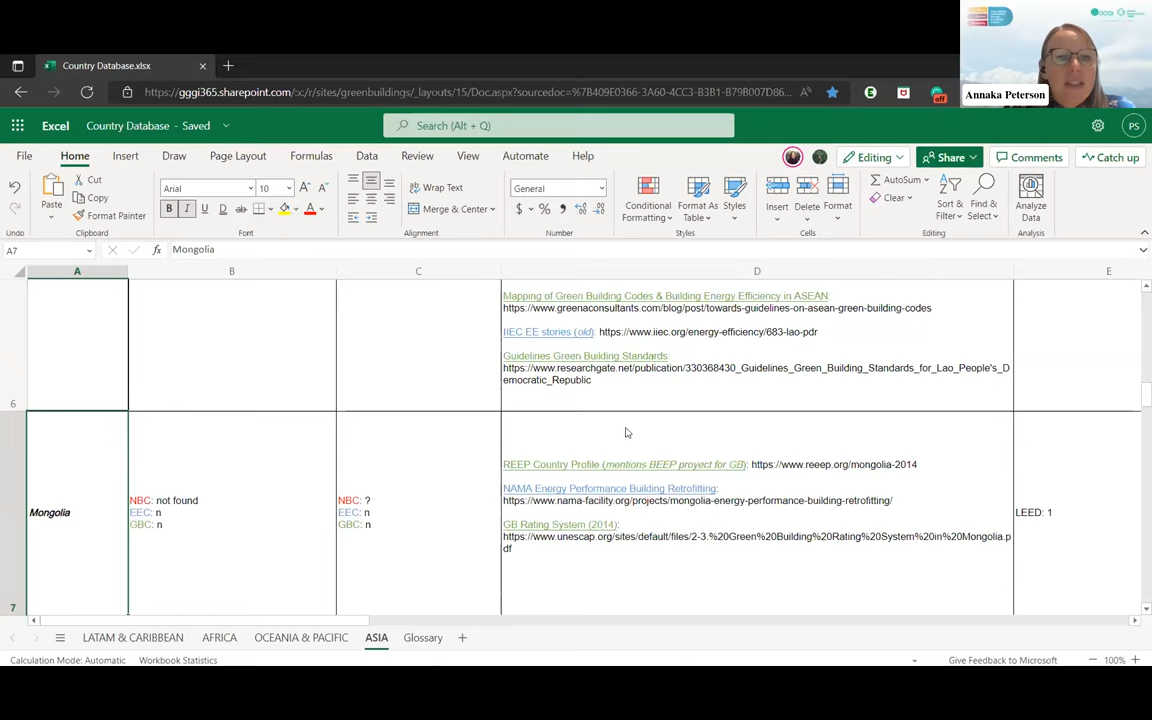 GGGI
Annaka Peterson
Country Database.xlsx
https://gggi365.sharepoint.com/:x:/r/sites/greenbuildings/_layouts/15/Doc.aspx?sourcedoc=%7B409E0366-3A60-4CC3-B3B1-B79B007D86...
off
Excel
Country Database - Saved
Search (Alt + Q)
PS
File
Home
Insert
Draw
Page Layout
Formulas
Data
Review
View
Automate
Help
Editing
Share
Comments
Catch up
Paste
Cut
Copy
Format Painter
Arial
10
Wrap Text
Merge & Center
General
Conditional
Formatting
Format As
Table
Styles
Insert
Delete
Format
AutoSum
Clear
Sort &
Filter
Find &
Select
Analyze
Data
Undo
Clipboard
Font
Alignment
Number
Styles
Cells
Editing
Analysis
A7
fx
Mongolia
A
B
C
D
E
Mapping of Green Building Codes & Building Energy Efficiency in ASEAN:
https://www.greenaconsultants.com/blog/post/towards-guidelines-on-asean-green-building-codes
IIEC EE stories (old): https://www.iiec.org/energy-efficiency/683-lao-pdr
Guidelines Green Building Standards:
https://www.researchgate.net/publication/330368430_Guidelines_Green_Building_Standards_for_Lao_People's_D
emocratic_Republic
6
Mongolia
NBC: not found
EEC: n
GBC: n
NBC: ?
EEC: n
GBC: n
REEP Country Profile (mentions BEEP proyect for GB): https://www.reeep.org/mongolia-2014
NAMA Energy Performance Building Retrofitting:
https://www.nama-facility.org/projects/mongolia-energy-performance-building-retrofitting/
GB Rating System (2014):
https://www.unescap.org/sites/default/files/2-3.%20Green%20Building%20Rating%20System%20in%20Mongolia.p
df
LEED: 1
7
LATAM & CARIBBEAN
AFRICA
OCEANIA & PACIFIC
ASIA
Glossary
Calculation Mode: Automatic
Workbook Statistics
Give Feedback to Microsoft
100%